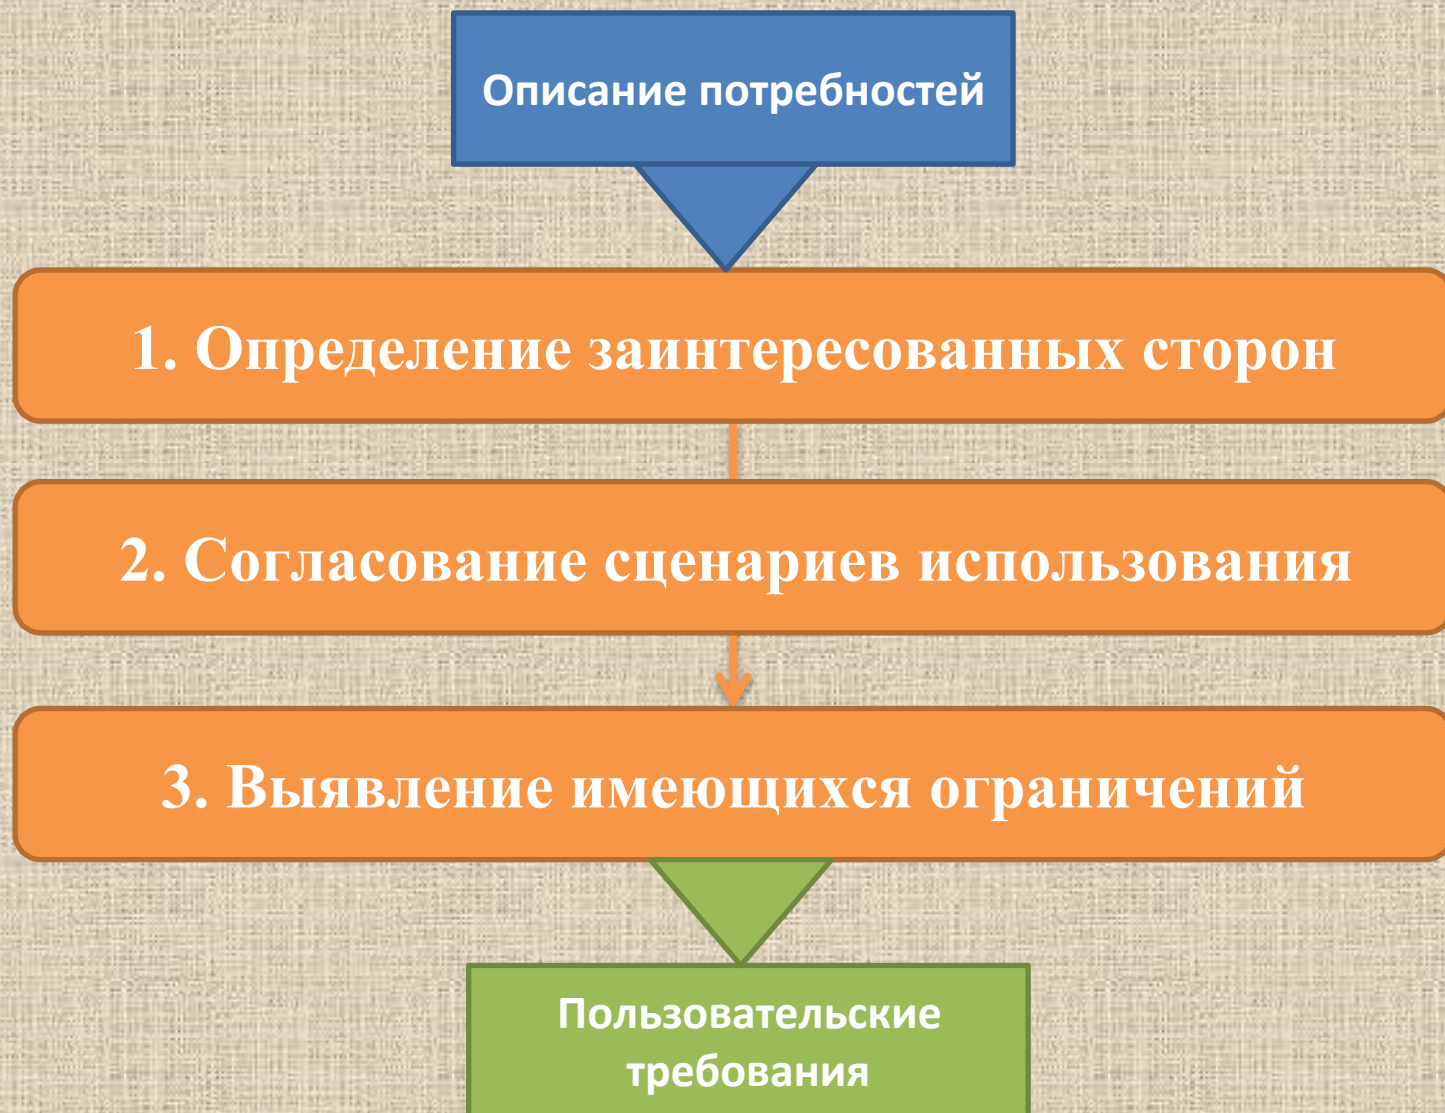 Описание потребностей
1. Определение заинтересованных сторон
2. Согласование сценариев использования
3. Выявление имеющихся ограничений
Пользовательские
требования